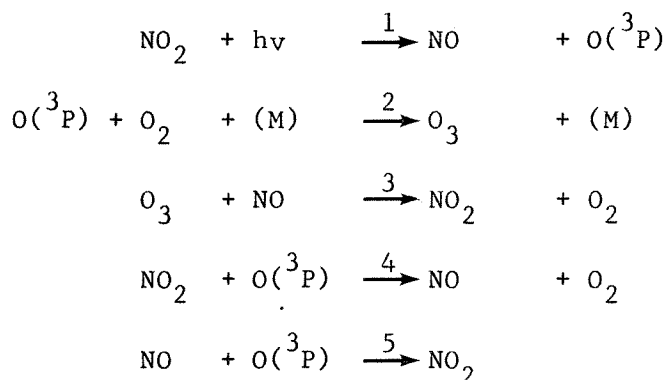 NO₂ + hν —1→ NO + O(³P)
O(³P) + O₂ + (M) —2→ O₃ + (M)
O₃ + NO —3→ NO₂ + O₂
NO₂ + O(³P) —4→ NO + O₂
NO + O(³P) —5→ NO₂